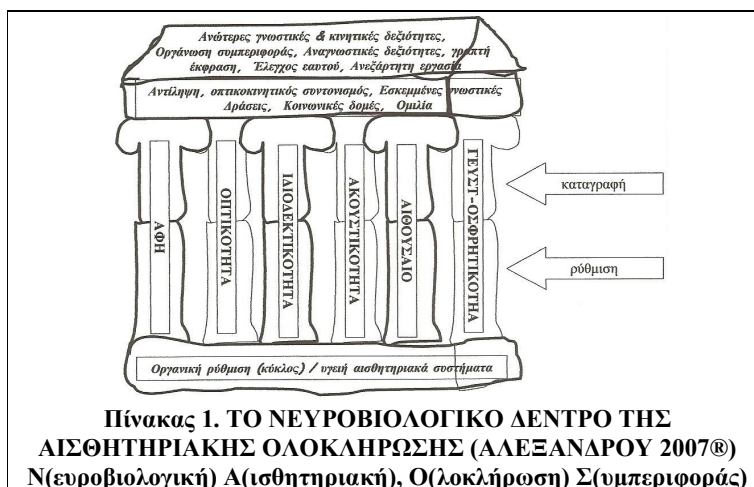 Ανώτερες γνωστικές & κινητικές δεξιότητες,
Οργάνωση συμπεριφοράς, Αναγνωστικές δεξιότητες, γραπτή
έκφραση, Έλεγχος εαυτού, Ανεξάρτητη εργασία
Αντίληψη, οπτικοκινητικός συντονισμός, Εσκεμμένες γνωστικές
Δράσεις, Κοινωνικές δομές, Ομιλία
ΑΦΗ
ΟΠΤΙΚΟΤΗΤΑ
ΙΔΙΟΔΕΚΤΙΚΟΤΗΤΑ
ΑΚΟΥΣΤΙΚΟΤΗΤΑ
ΑΙΘΟΥΣΑΙΟ
ΓΕΥΣΤ-ΟΣΦΡΗΤΙΚΟΤΗΑ
καταγραφή
ρύθμιση
Οργανική ρύθμιση (κύκλος) / υγειή αισθητηριακά συστήματα
Πίνακας 1. ΤΟ ΝΕΥΡΟΒΙΟΛΟΓΙΚΟ ΔΕΝΤΡΟ ΤΗΣ
ΑΙΣΘΗΤΗΡΙΑΚΗΣ ΟΛΟΚΛΗΡΩΣΗΣ (ΑΛΕΞΑΝΔΡΟΥ 2007®)
Ν(ευροβιολογική) Α(ισθητηριακή), Ο(λοκλήρωση) Σ(υμπεριφοράς)